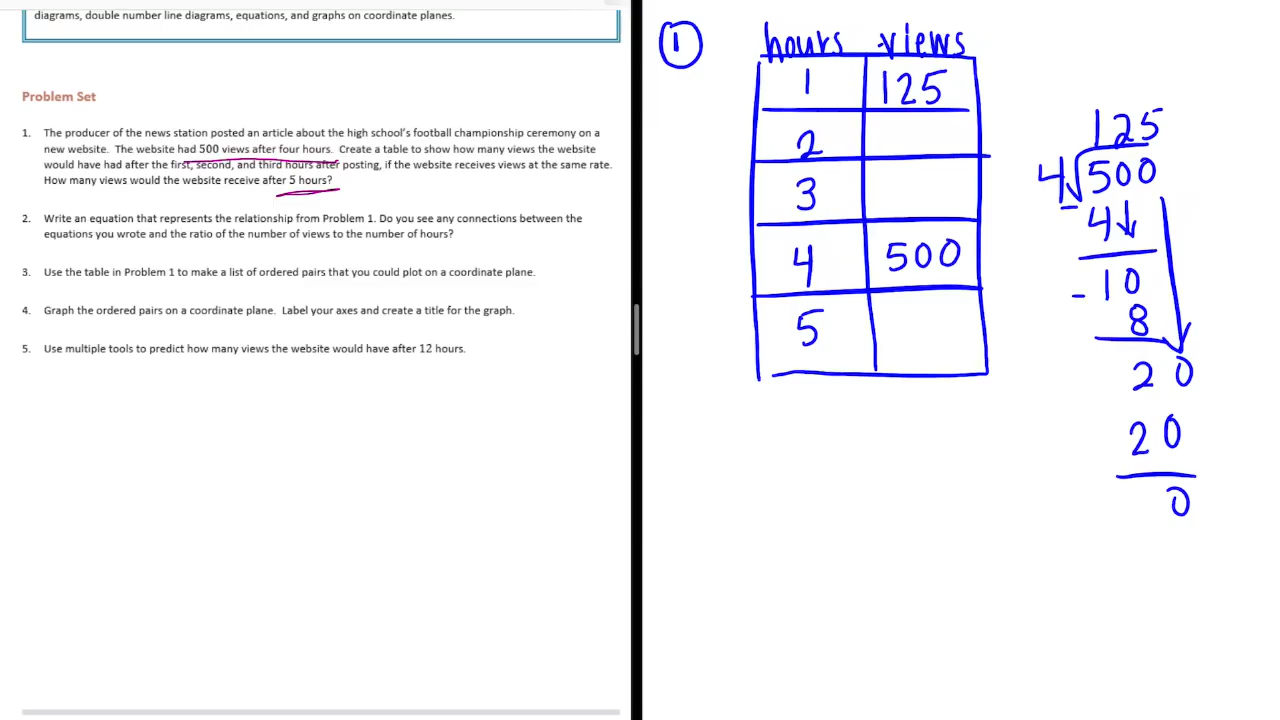 diagrams, double number line diagrams, equations, and graphs on coordinate planes.
Problem Set
1. The producer of the news station posted an article about the high school's football championship ceremony on a
new website. The website had 500 views after four hours. Create a table to show how many views the website
would have had after the first, second, and third hours after posting, if the website receives views at the same rate.
How many views would the website receive after 5 hours?
2. Write an equation that represents the relationship from Problem 1. Do you see any connections between the
equations you wrote and the ratio of the number of views to the number of hours?
3. Use the table in Problem 1 to make a list of ordered pairs that you could plot on a coordinate plane.
4. Graph the ordered pairs on a coordinate plane. Label your axes and create a title for the graph.
5. Use multiple tools to predict how many views the website would have after 12 hours.
1
hours views
1 125
2
3
4 500
5
125
4 500
4
- 10
8
20
20
0